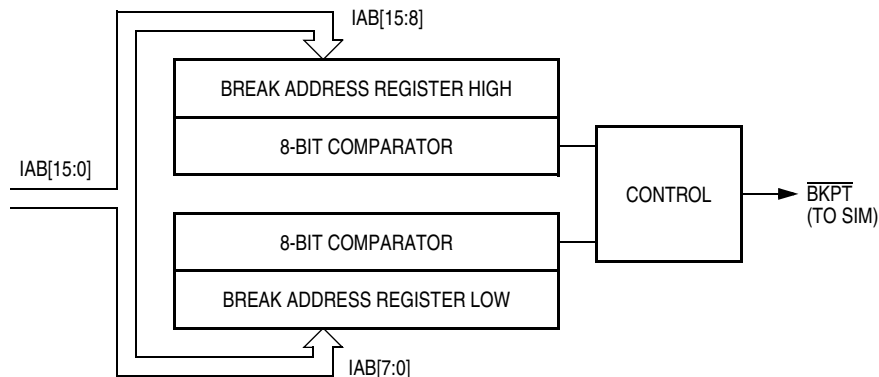 IAB[15:8]
BREAK ADDRESS REGISTER HIGH
8-BIT COMPARATOR
IAB[15:0]
CONTROL
BKPT
(TO SIM)
8-BIT COMPARATOR
BREAK ADDRESS REGISTER LOW
IAB[7:0]